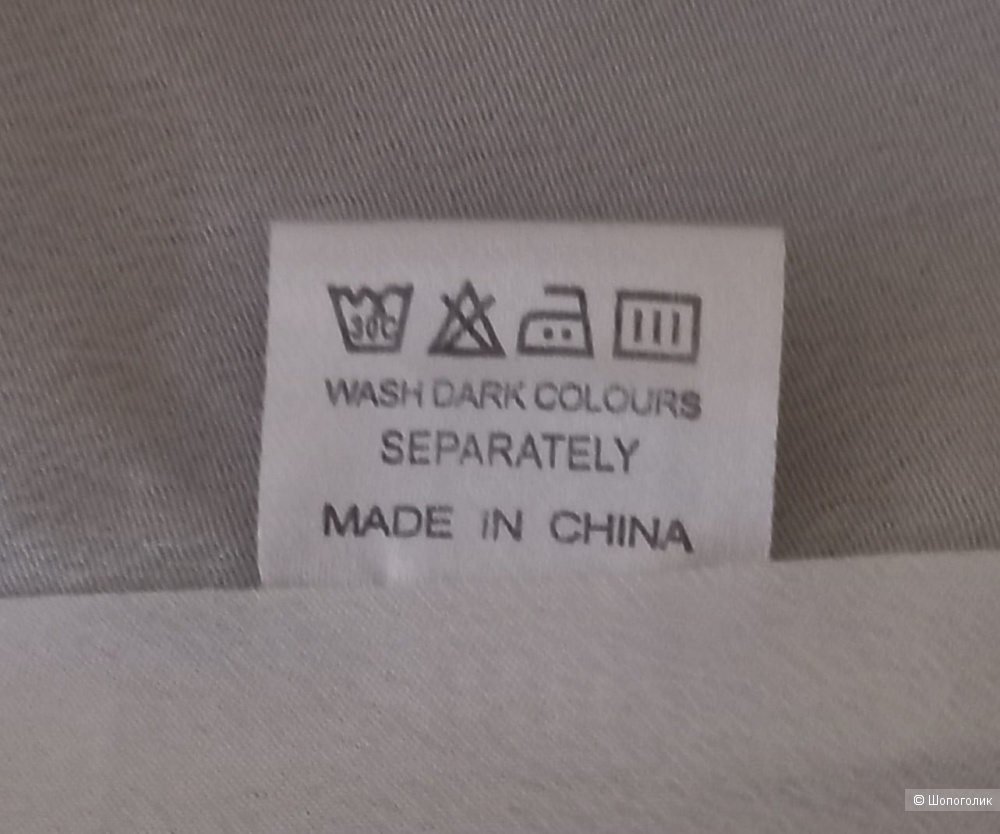 30C
WASH DARK COLOURS
SEPARATELY
MADE IN CHINA
© Шопоголик